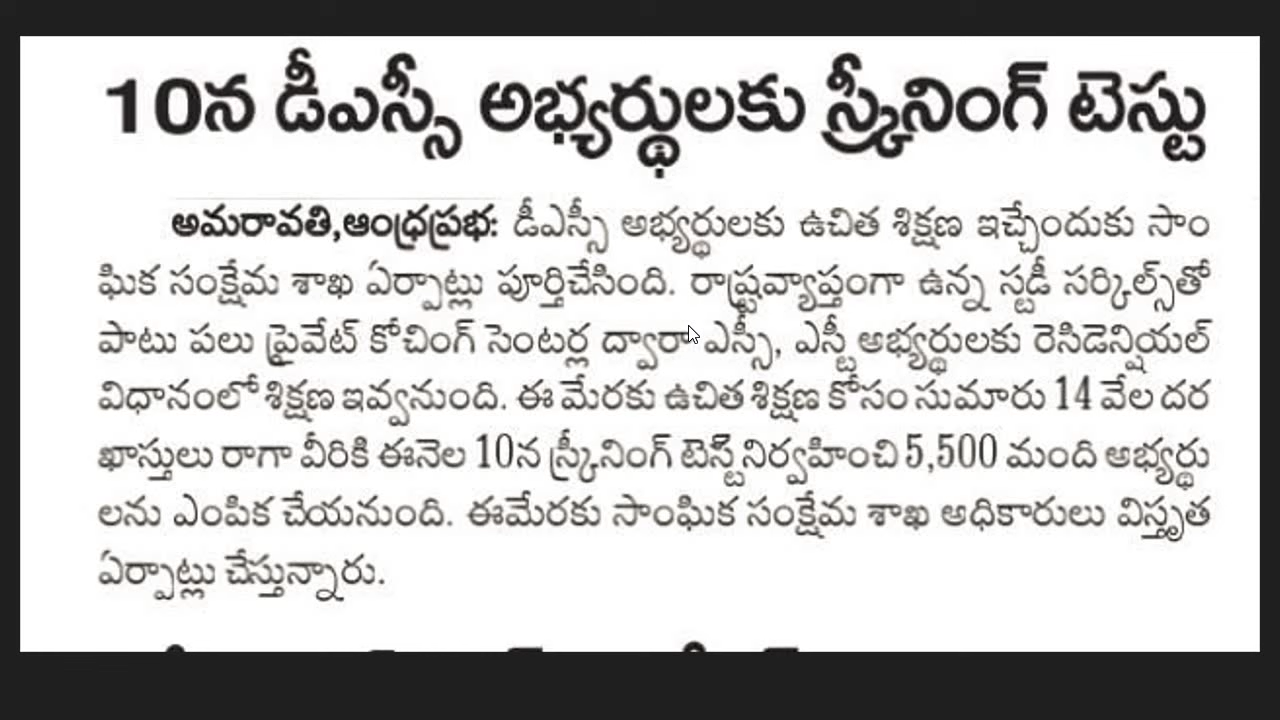 10న డీఎస్సీ అభ్యర్థులకు స్క్రీనింగ్ టెస్టు
అమరావతి,ఆంధ్రప్రభ: డీఎస్సీ అభ్యర్థులకు ఉచిత శిక్షణ ఇచ్చేందుకు సాం
ఘిక సంక్షేమ శాఖ ఏర్పాట్లు పూర్తిచేసింది. రాష్ట్రవ్యాప్తంగా ఉన్న స్టడీ సర్కిల్స్‌తో
పాటు పలు ప్రైవేట్ కోచింగ్ సెంటర్ల ద్వారా ఎస్సీ, ఎస్టీ అభ్యర్థులకు రెసిడెన్షియల్
విధానంలో శిక్షణ ఇవ్వనుంది. ఈ మేరకు ఉచిత శిక్షణ కోసం సుమారు 14 వేల దర
ఖాస్తులు రాగా వీరికి ఈనెల 10న స్క్రీనింగ్ టెస్ట్ నిర్వహించి 5,500 మంది అభ్యర్థు
లను ఎంపిక చేయనుంది. ఈమేరకు సాంఘిక సంక్షేమ శాఖ అధికారులు విస్తృత
ఏర్పాట్లు చేస్తున్నారు.